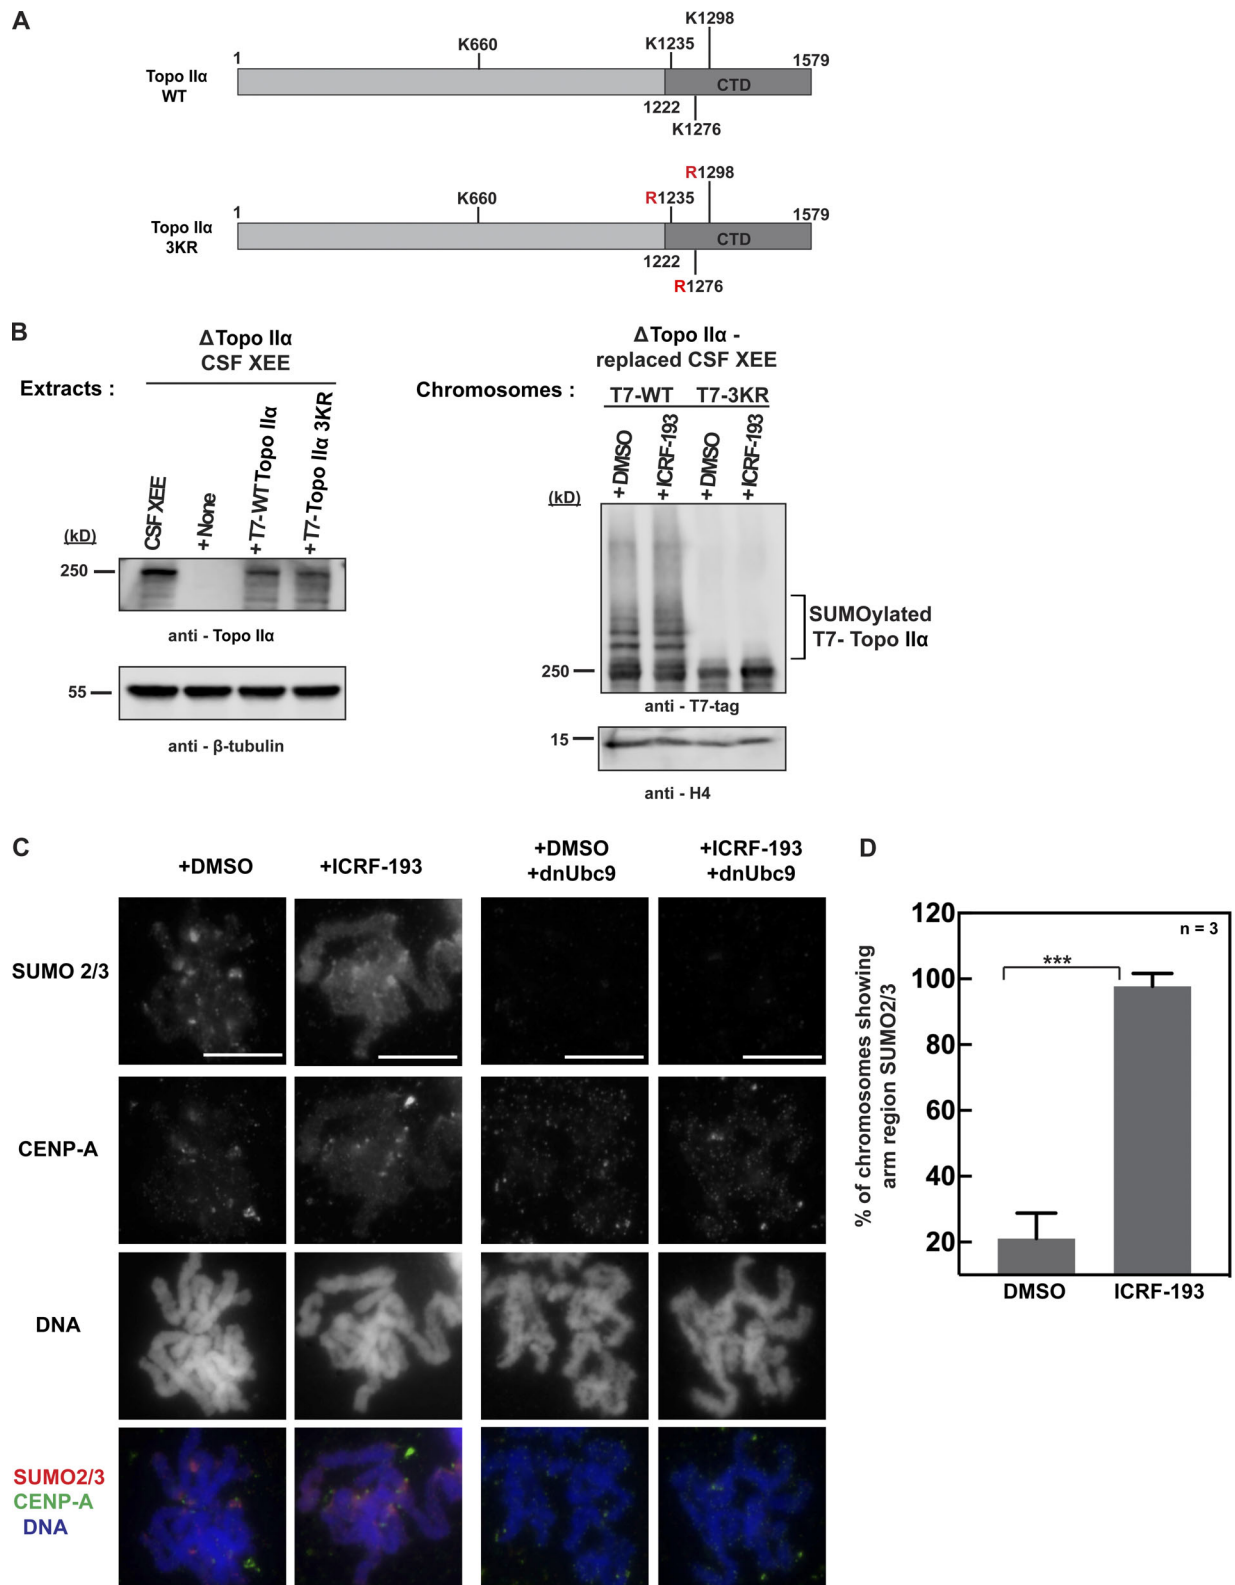 A
K1298
1
K660
K1235
1579
Topo IIα
WT
CTD
1222
K1276
R1298
1
K660
R1235
1579
Topo IIα
3KR
CTD
1222
R1276
B
Δ Topo IIα
CSF XEE
Extracts :
CSF XEE
+ None
+ T7-WT Topo IIα
+ T7-Topo IIα 3KR
(kD)
250
anti - Topo IIα
55
anti - β-tubulin
Δ Topo IIα -
replaced CSF XEE
Chromosomes :
T7-WT
T7-3KR
+ DMSO
+ ICRF-193
+ DMSO
+ ICRF-193
(kD)
SUMOylated
T7- Topo IIα
250
anti - T7-tag
15
anti - H4
C
+DMSO
+ICRF-193
+DMSO
+dnUbc9
+ICRF-193
+dnUbc9
SUMO 2/3
CENP-A
DNA
SUMO2/3
CENP-A
DNA
D
% of chromosomes showing
arm region SUMO2/3
120
100
80
60
40
20
n = 3
***
DMSO
ICRF-193